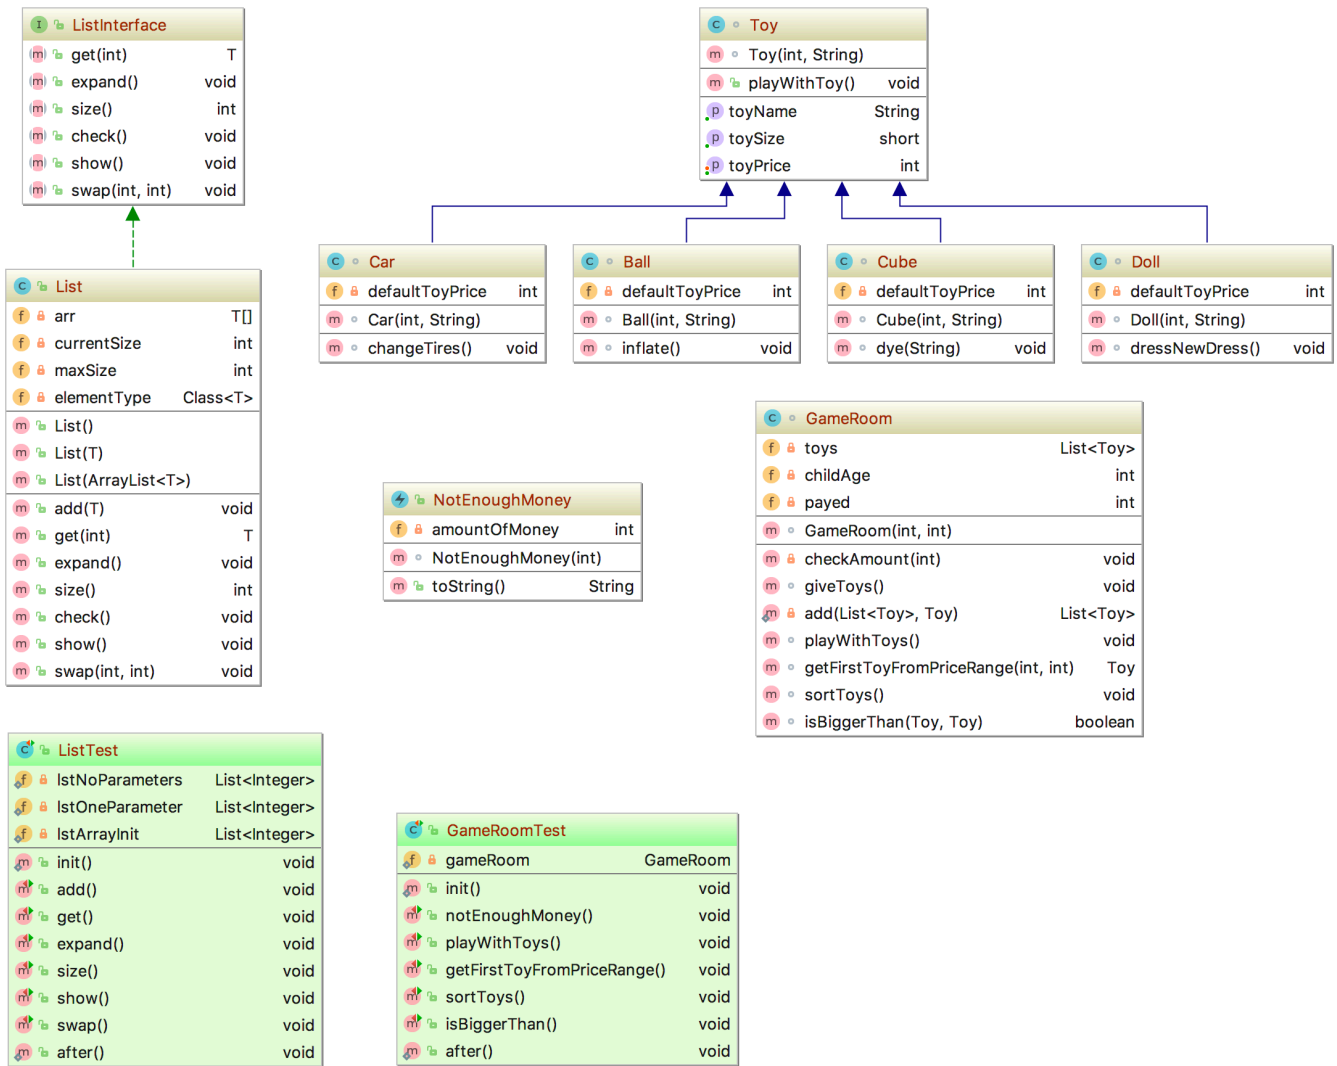 ListInterface
get(int) T
expand() void
size() int
check() void
show() void
swap(int, int) void
List
arr T[]
currentSize int
maxSize int
elementType Class<T>
List()
List(T)
List(ArrayList<T>)
add(T) void
get(int) T
expand() void
size() int
check() void
show() void
swap(int, int) void
Toy
Toy(int, String)
playWithToy() void
toyName String
toySize short
toyPrice int
Car
defaultToyPrice int
Car(int, String)
changeTires() void
Ball
defaultToyPrice int
Ball(int, String)
inflate() void
Cube
defaultToyPrice int
Cube(int, String)
dye(String) void
Doll
defaultToyPrice int
Doll(int, String)
dressNewDress() void
NotEnoughMoney
amountOfMoney int
NotEnoughMoney(int)
toString() String
GameRoom
toys List<Toy>
childAge int
payed int
GameRoom(int, int)
checkAmount(int) void
giveToys() void
add(List<Toy>, Toy) List<Toy>
playWithToys() void
getFirstToyFromPriceRange(int, int) Toy
sortToys() void
isBiggerThan(Toy, Toy) boolean
ListTest
lstNoParameters List<Integer>
lstOneParameter List<Integer>
lstArrayInit List<Integer>
init() void
add() void
get() void
expand() void
size() void
show() void
swap() void
after() void
GameRoomTest
gameRoom GameRoom
init() void
notEnoughMoney() void
playWithToys() void
getFirstToyFromPriceRange() void
sortToys() void
isBiggerThan() void
after() void